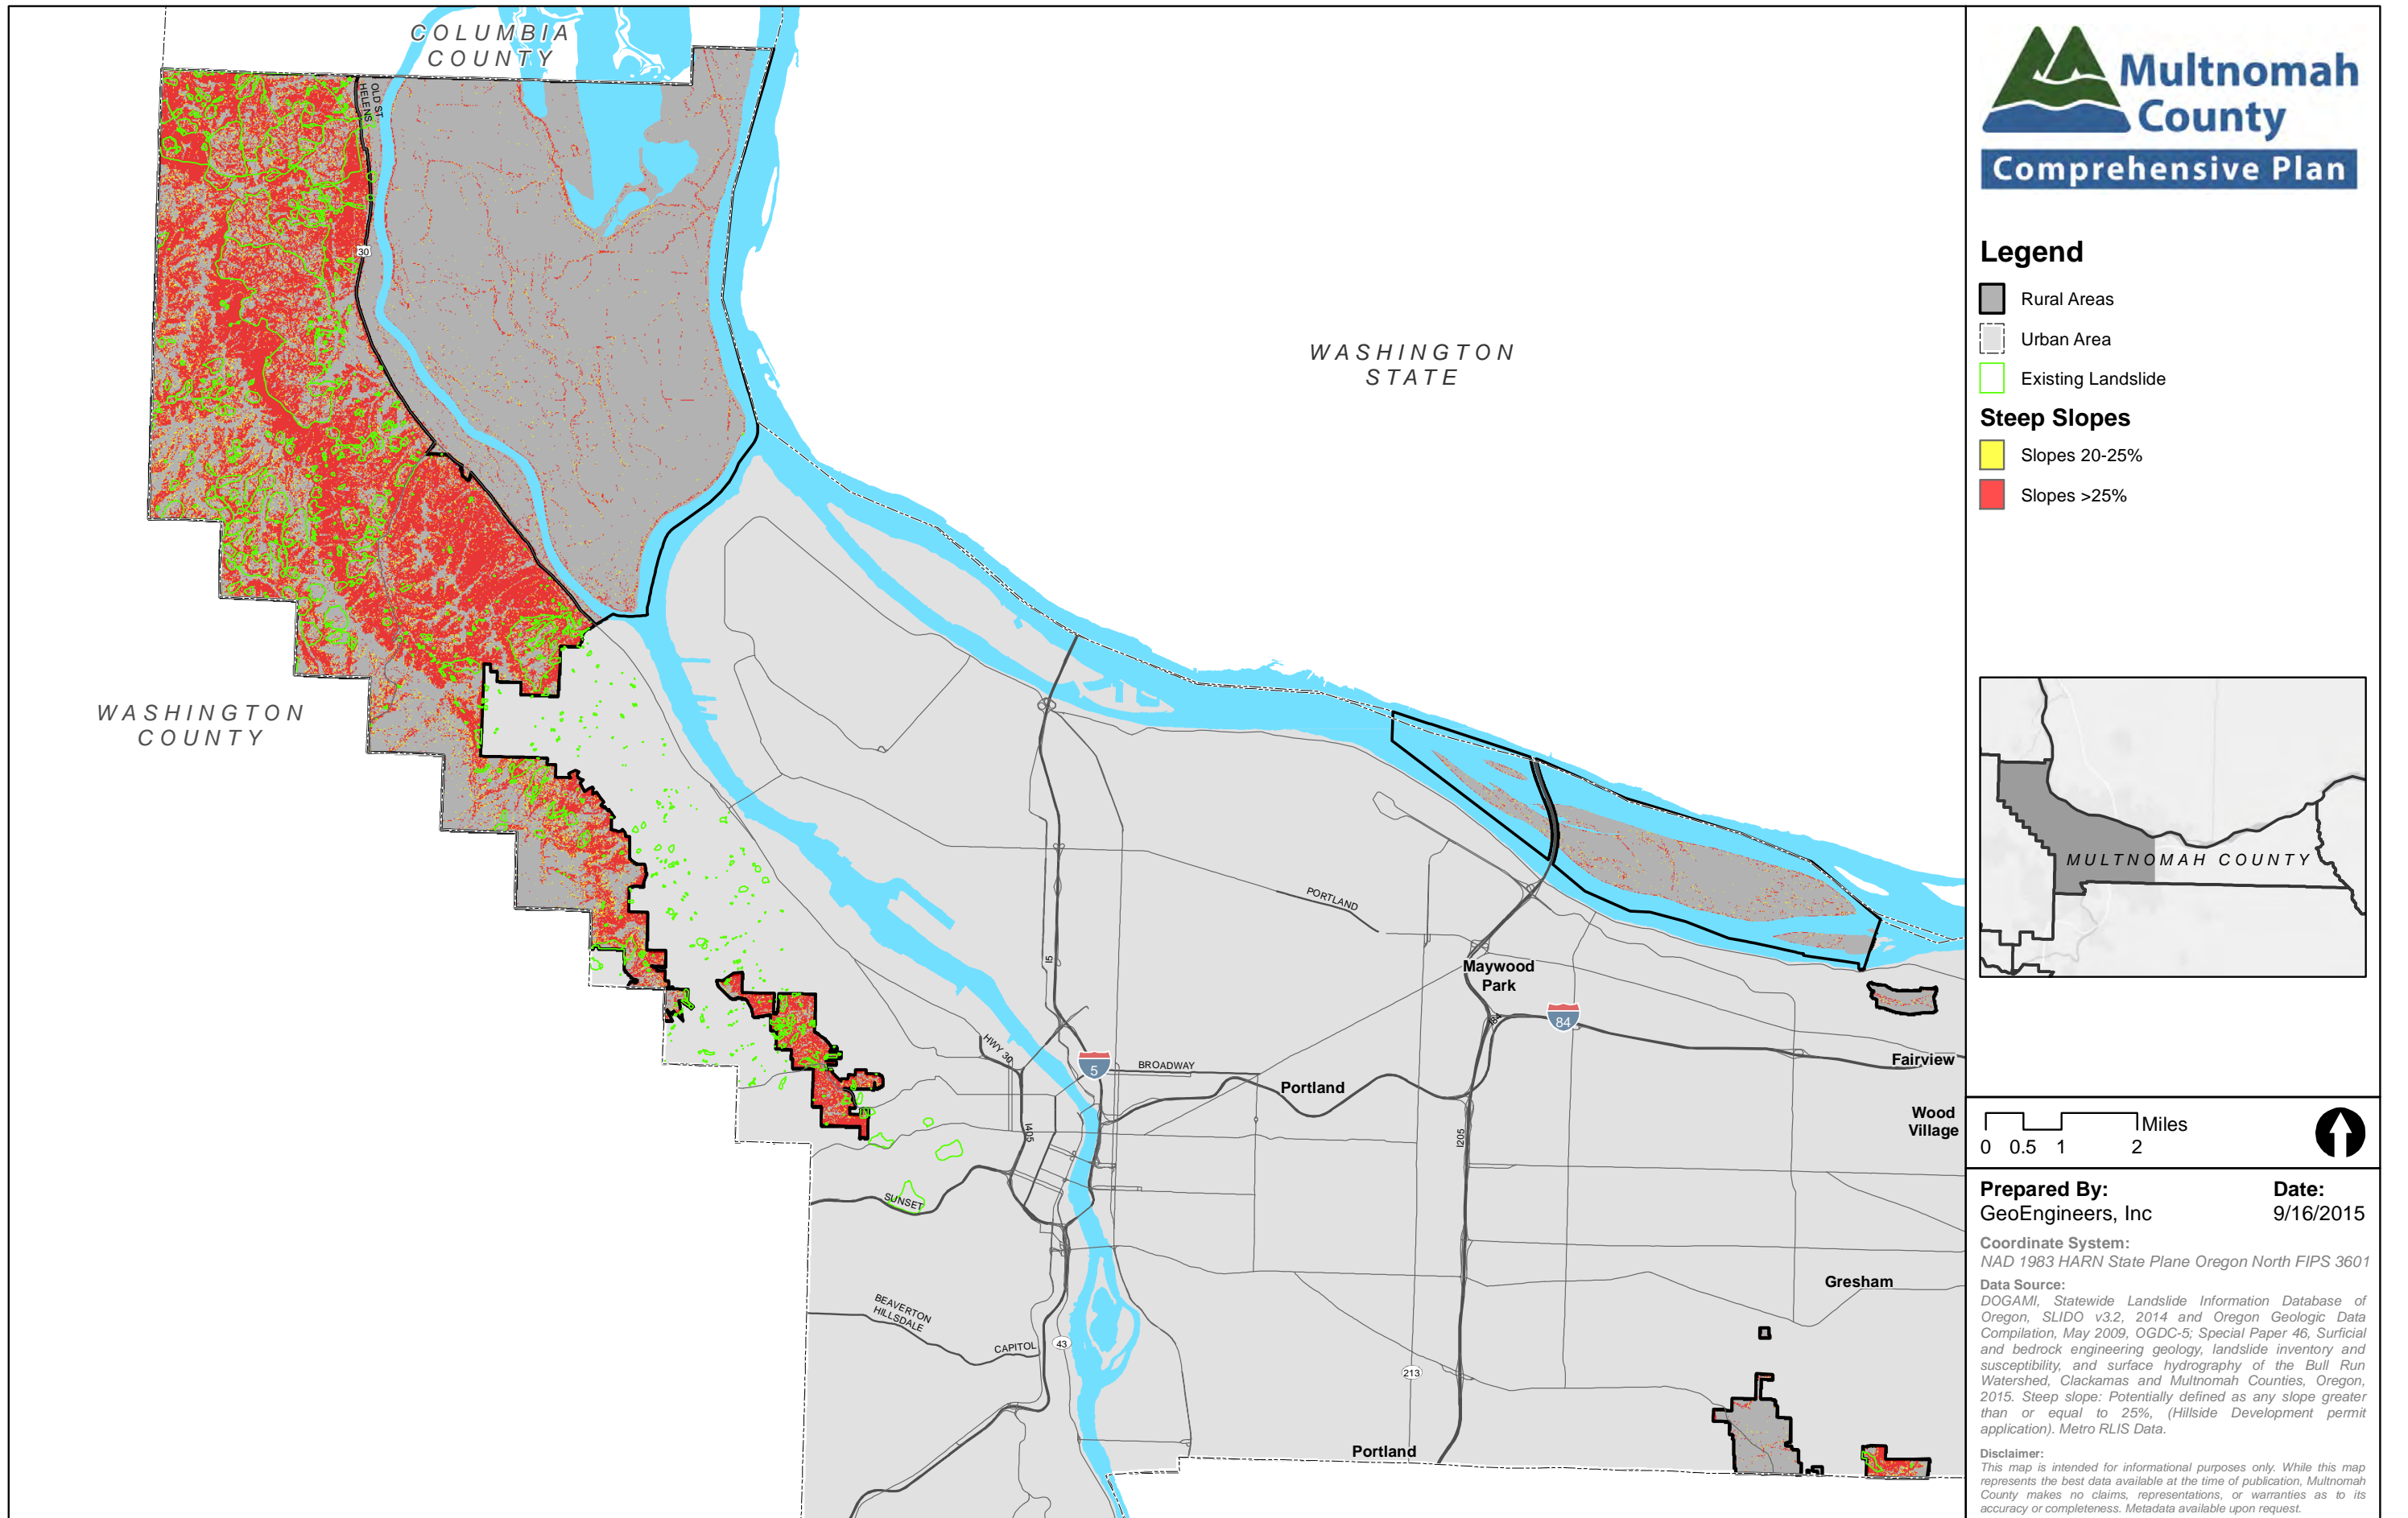 COLUMBIA
COUNTY
OLD ST
HELENS
30
WASHINGTON
STATE
WASHINGTON
COUNTY
PORTLAND
I5
Maywood
Park
84
HWY 30
5
BROADWAY
Portland
Fairview
Wood
Village
I405
I205
SUNSET
Gresham
BEAVERTON
HILLSDALE
CAPITOL
43
213
Portland
Multnomah
County
Comprehensive Plan
Legend
Rural Areas
Urban Area
Existing Landslide
Steep Slopes
Slopes 20-25%
Slopes >25%
MULTNOMAH COUNTY
Miles
0 0.5 1 2
Prepared By: Date:
GeoEngineers, Inc 9/16/2015
Coordinate System:
NAD 1983 HARN State Plane Oregon North FIPS 3601
Data Source:
DOGAMI, Statewide Landslide Information Database of
Oregon, SLIDO v3.2, 2014 and Oregon Geologic Data
Compilation, May 2009, OGDC-5; Special Paper 46, Surficial
and bedrock engineering geology, landslide inventory and
susceptibility, and surface hydrography of the Bull Run
Watershed, Clackamas and Multnomah Counties, Oregon,
2015. Steep slope: Potentially defined as any slope greater
than or equal to 25%, (Hillside Development permit
application). Metro RLIS Data.
Disclaimer:
This map is intended for informational purposes only. While this map
represents the best data available at the time of publication, Multnomah
County makes no claims, representations, or warranties as to its
accuracy or completeness. Metadata available upon request.